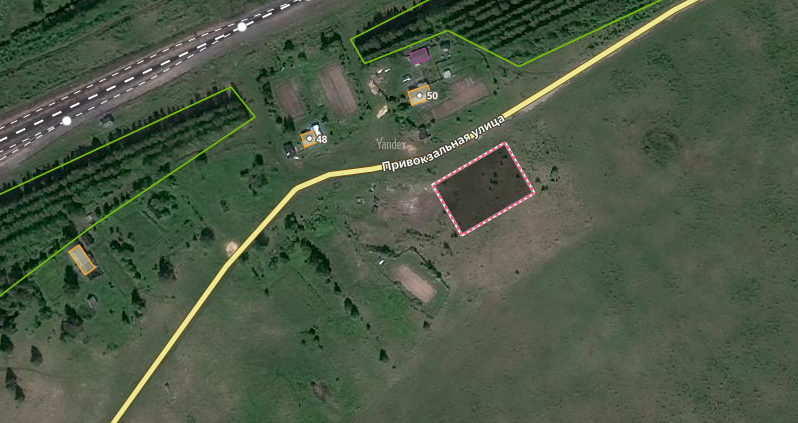 50
48
Yandex
Привокзальная улица